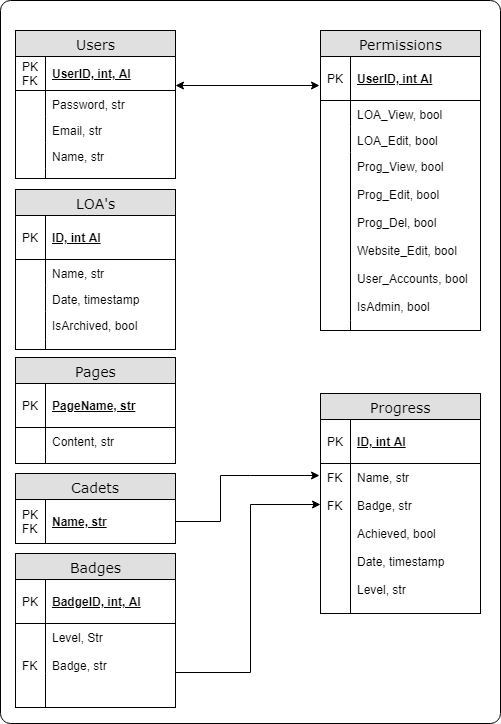 Users
PK
FK
UserID, int, AI
Password, str
Email, str
Name, str
LOA's
PK
ID, int AI
Name, str
Date, timestamp
IsArchived, bool
Pages
PK
PageName, str
Content, str
Cadets
PK
FK
Name, str
Badges
PK
BadgeID, int, AI
Level, Str
FK
Badge, str
Permissions
PK
UserID, int AI
LOA_View, bool
LOA_Edit, bool
Prog_View, bool
Prog_Edit, bool
Prog_Del, bool
Website_Edit, bool
User_Accounts, bool
IsAdmin, bool
Progress
PK
ID, int AI
FK
Name, str
FK
Badge, str
Achieved, bool
Date, timestamp
Level, str